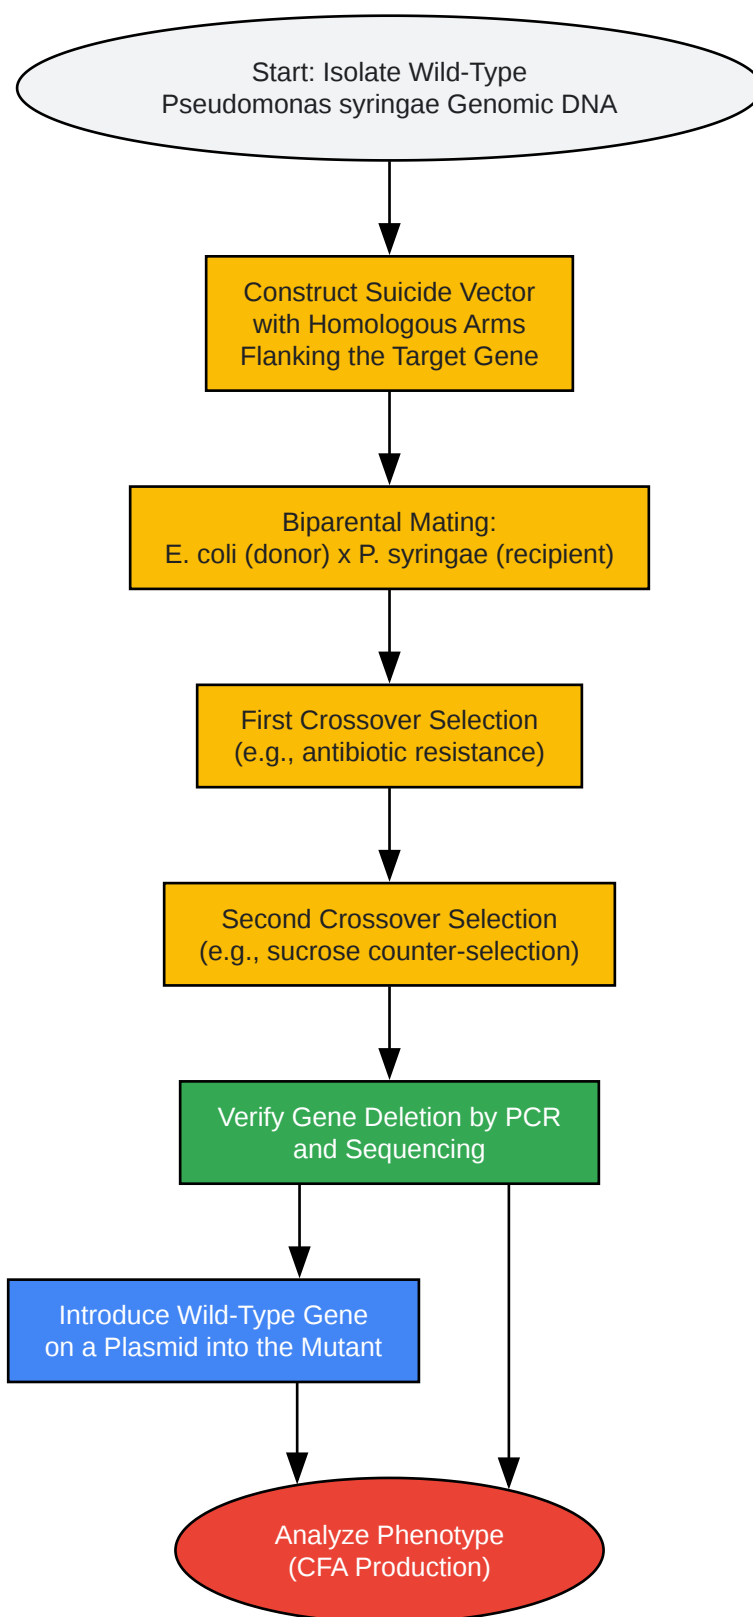 Start: Isolate Wild-Type
Pseudomonas syringae Genomic DNA
Construct Suicide Vector
with Homologous Arms
Flanking the Target Gene
Biparental Mating:
E. coli (donor) x P. syringae (recipient)
First Crossover Selection
(e.g., antibiotic resistance)
Second Crossover Selection
(e.g., sucrose counter-selection)
Verify Gene Deletion by PCR
and Sequencing
Introduce Wild-Type Gene
on a Plasmid into the Mutant
Analyze Phenotype
(CFA Production)